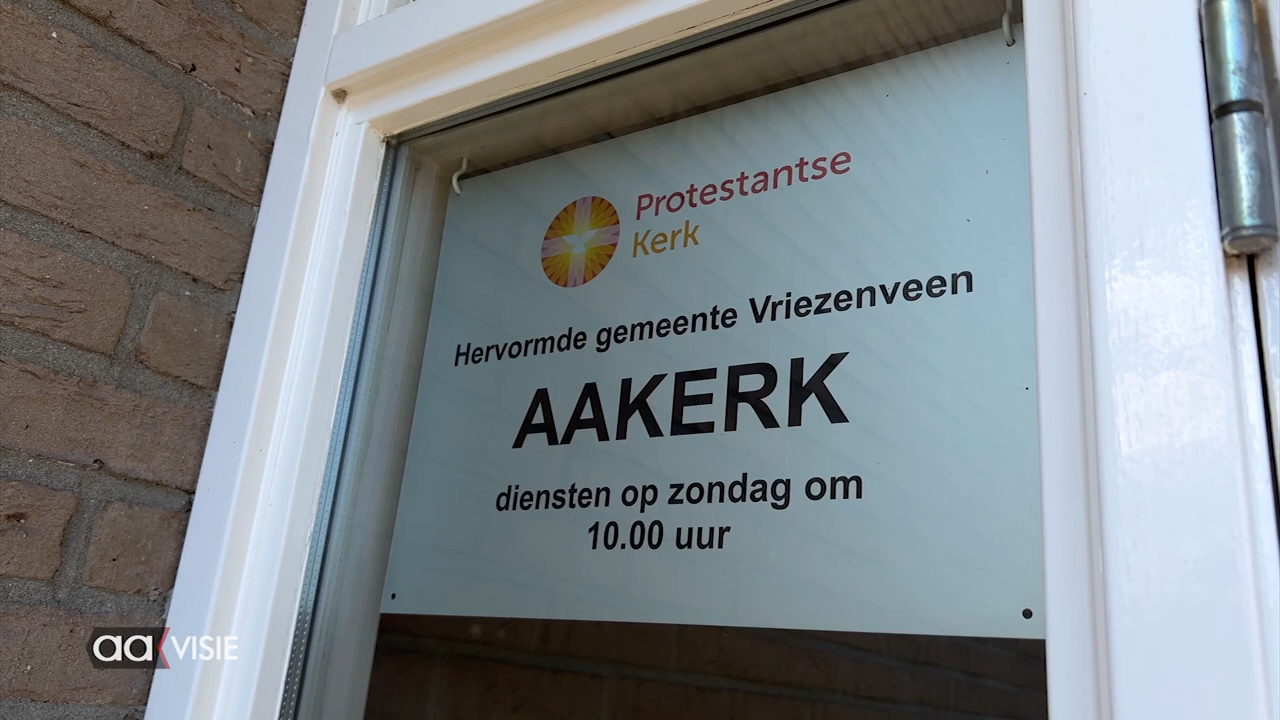 Protestantse
Kerk
Hervormde gemeente Vriezenveen
AAKERK
diensten op zondag om
10.00 uur
aa VISIE